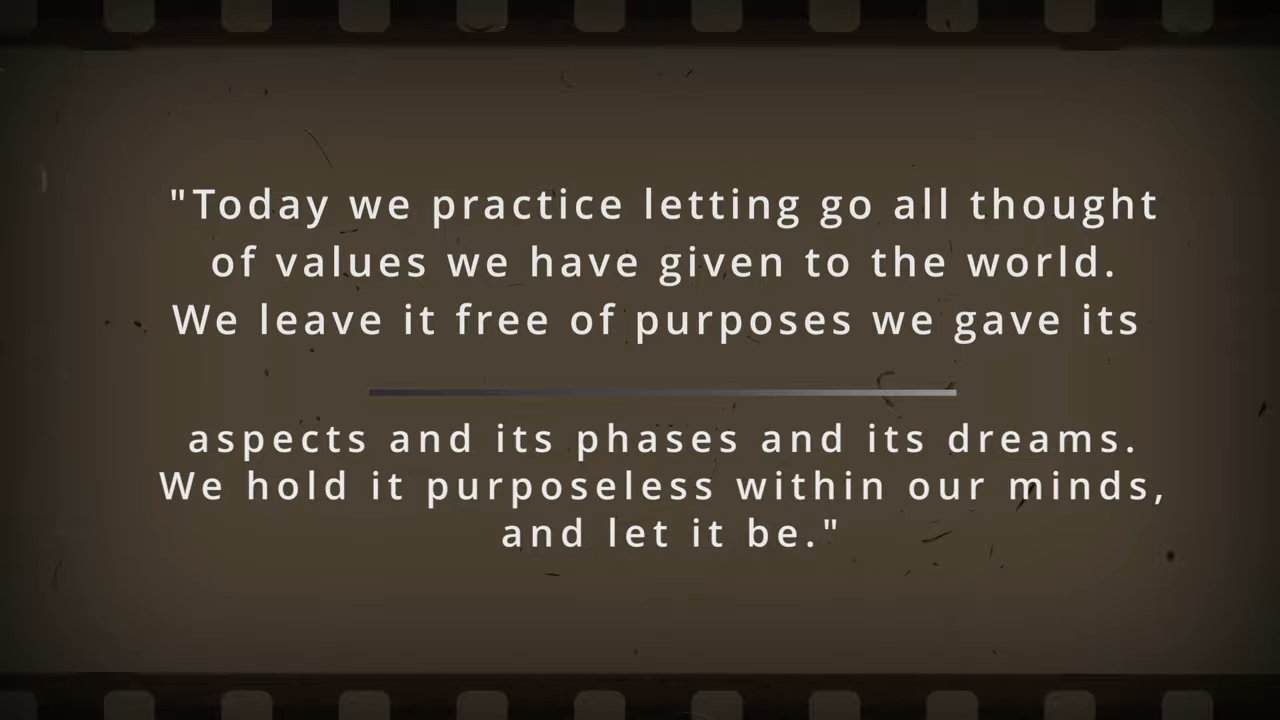 "Today we practice letting go all thought
of values we have given to the world.
We leave it free of purposes we gave its
aspects and its phases and its dreams.
We hold it purposeless within our minds,
and let it be."